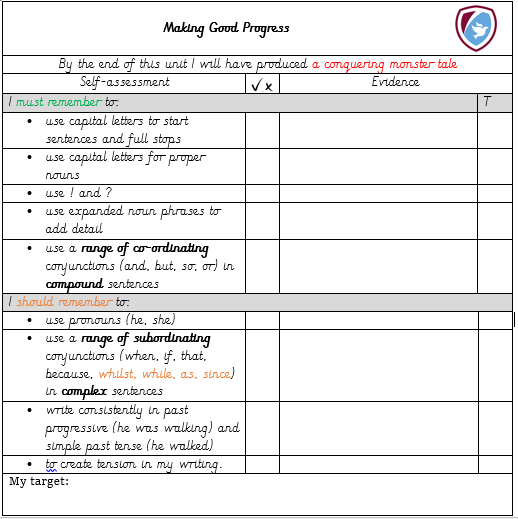 Making Good Progress
By the end of this unit I will have produced a conquering monster tale
Self-assessment ✓ x Evidence
I must remember to: T
• use capital letters to start
sentences and full stops
• use capital letters for proper
nouns
• use ! and ?
• use expanded noun phrases to
add detail
• use a range of co-ordinating
conjunctions (and, but, so, or) in
compound sentences
I should remember to:
• use pronouns (he, she)
• use a range of subordinating
conjunctions (when, if, that,
because, whilst, while, as, since)
in complex sentences
• write consistently in past
progressive (he was walking) and
simple past tense (he walked)
• to create tension in my writing.
My target: